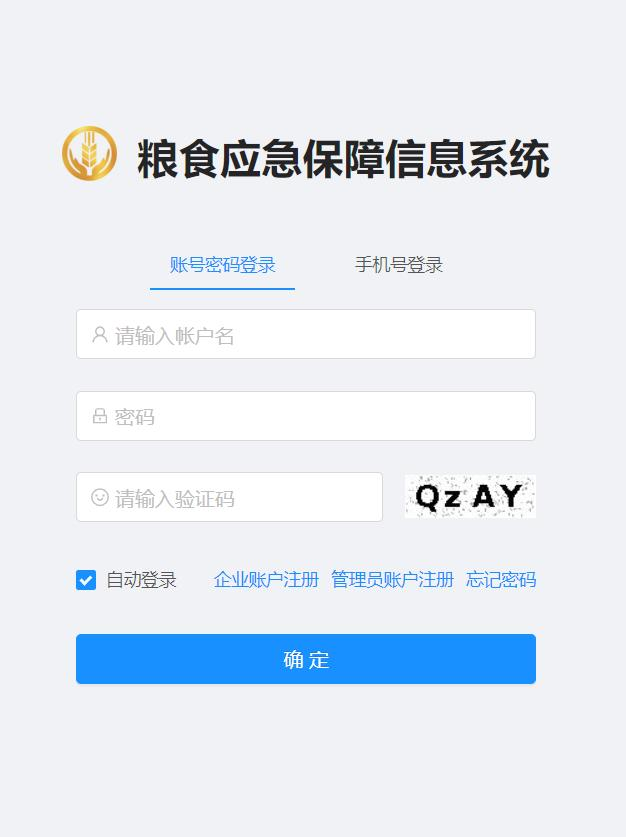 粮食应急保障信息系统
账号密码登录 手机号登录
请输入帐户名
密码
请输入验证码 QzAY
自动登录 企业账户注册 管理员账户注册 忘记密码
确 定